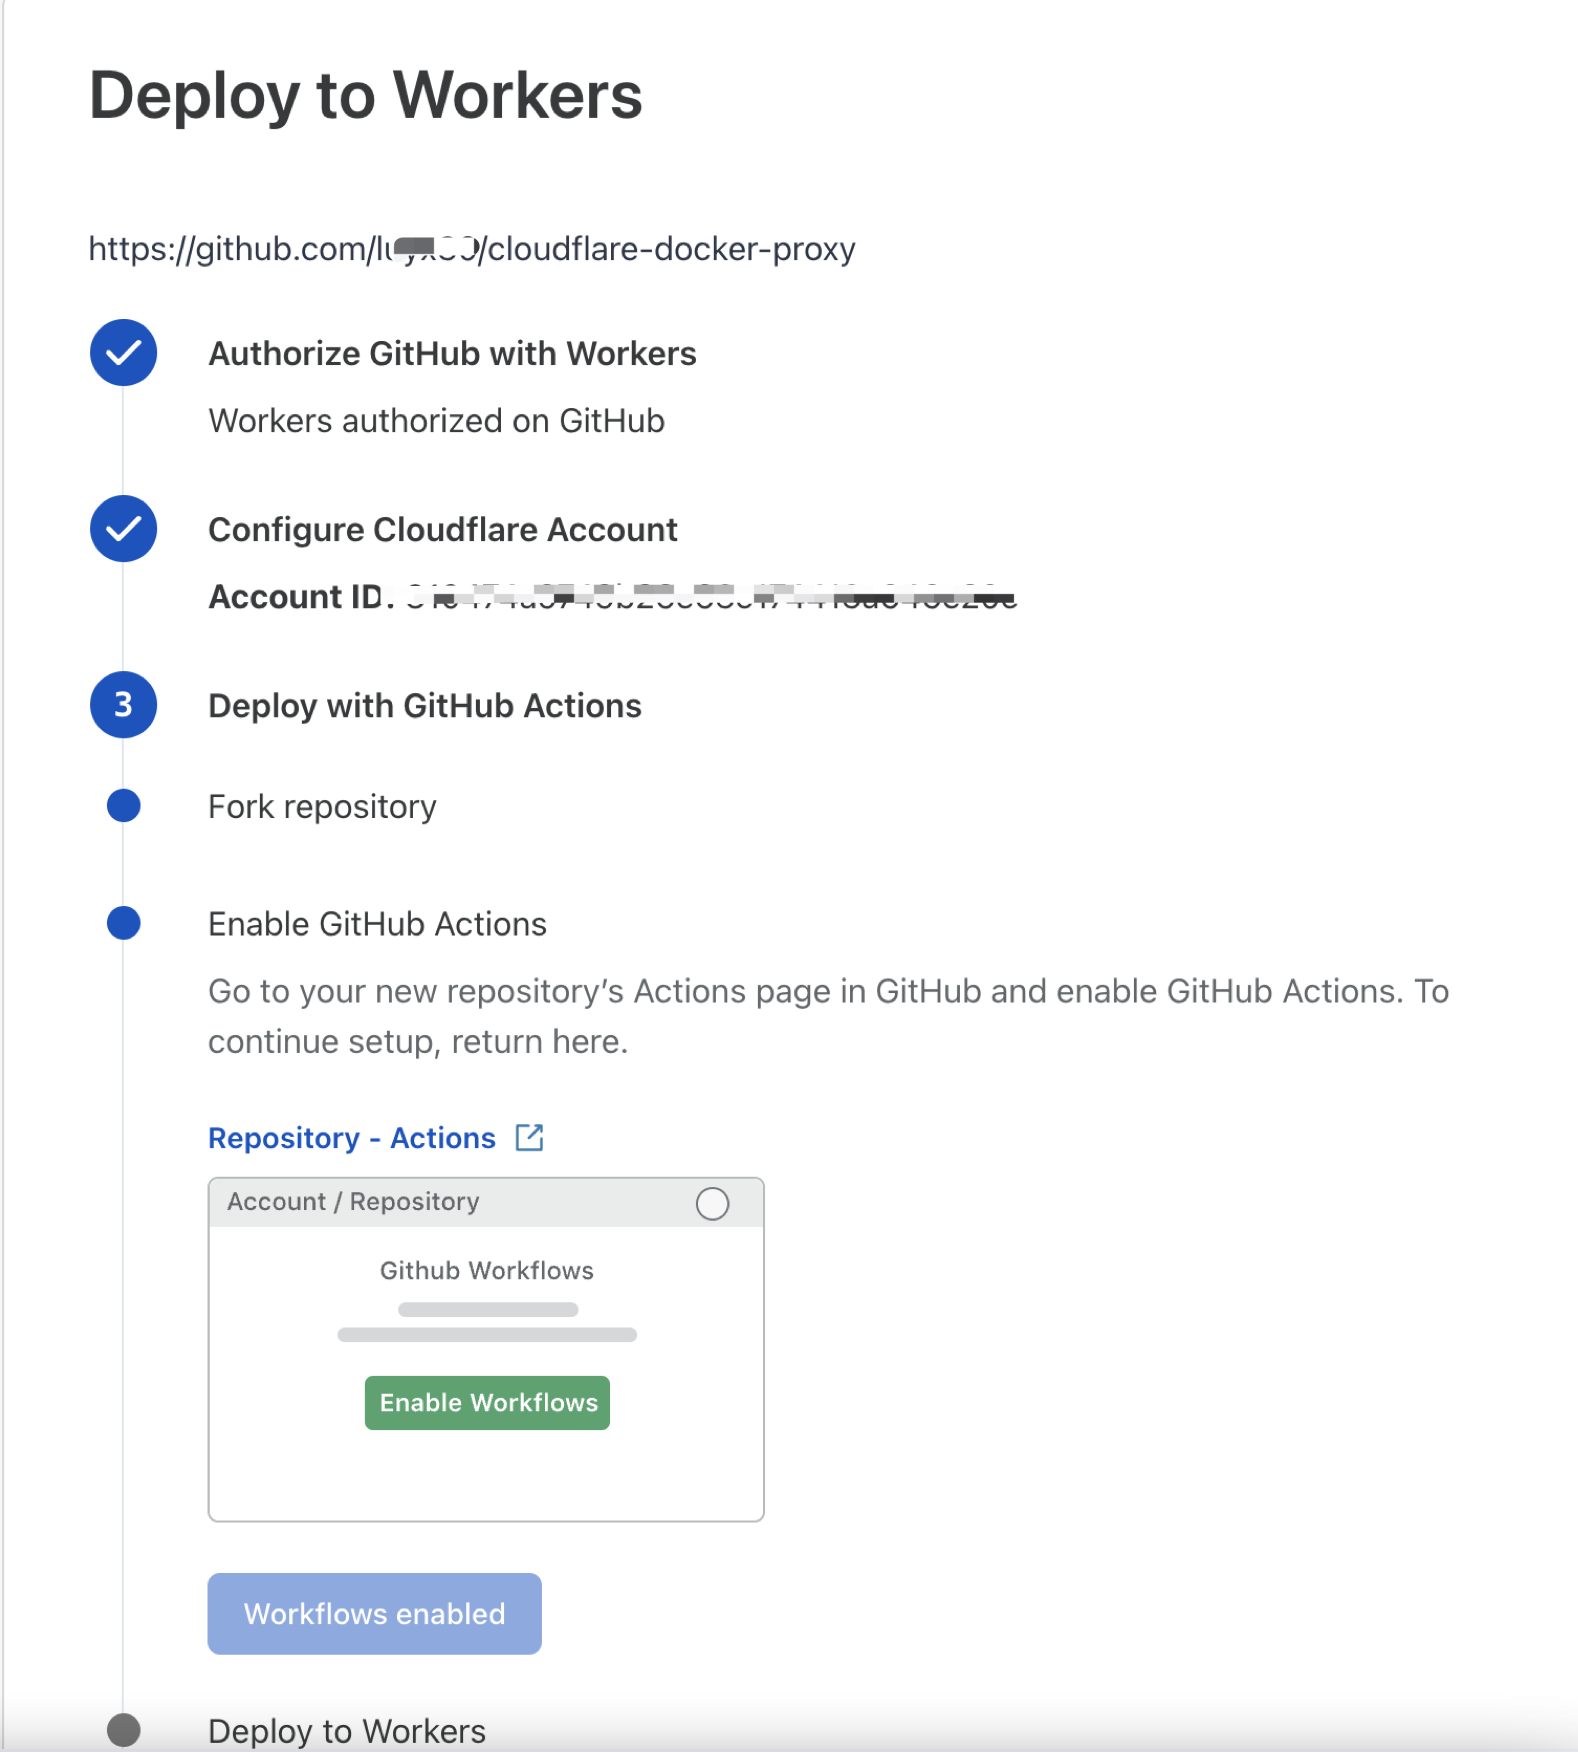 Deploy to Workers
https://github.com/ /cloudflare-docker-proxy
Authorize GitHub with Workers
Workers authorized on GitHub
Configure Cloudflare Account
Account ID:
3
Deploy with GitHub Actions
Fork repository
Enable GitHub Actions
Go to your new repository’s Actions page in GitHub and enable GitHub Actions. To
continue setup, return here.
Repository - Actions
Account / Repository
Github Workflows
Enable Workflows
Workflows enabled
Deploy to Workers